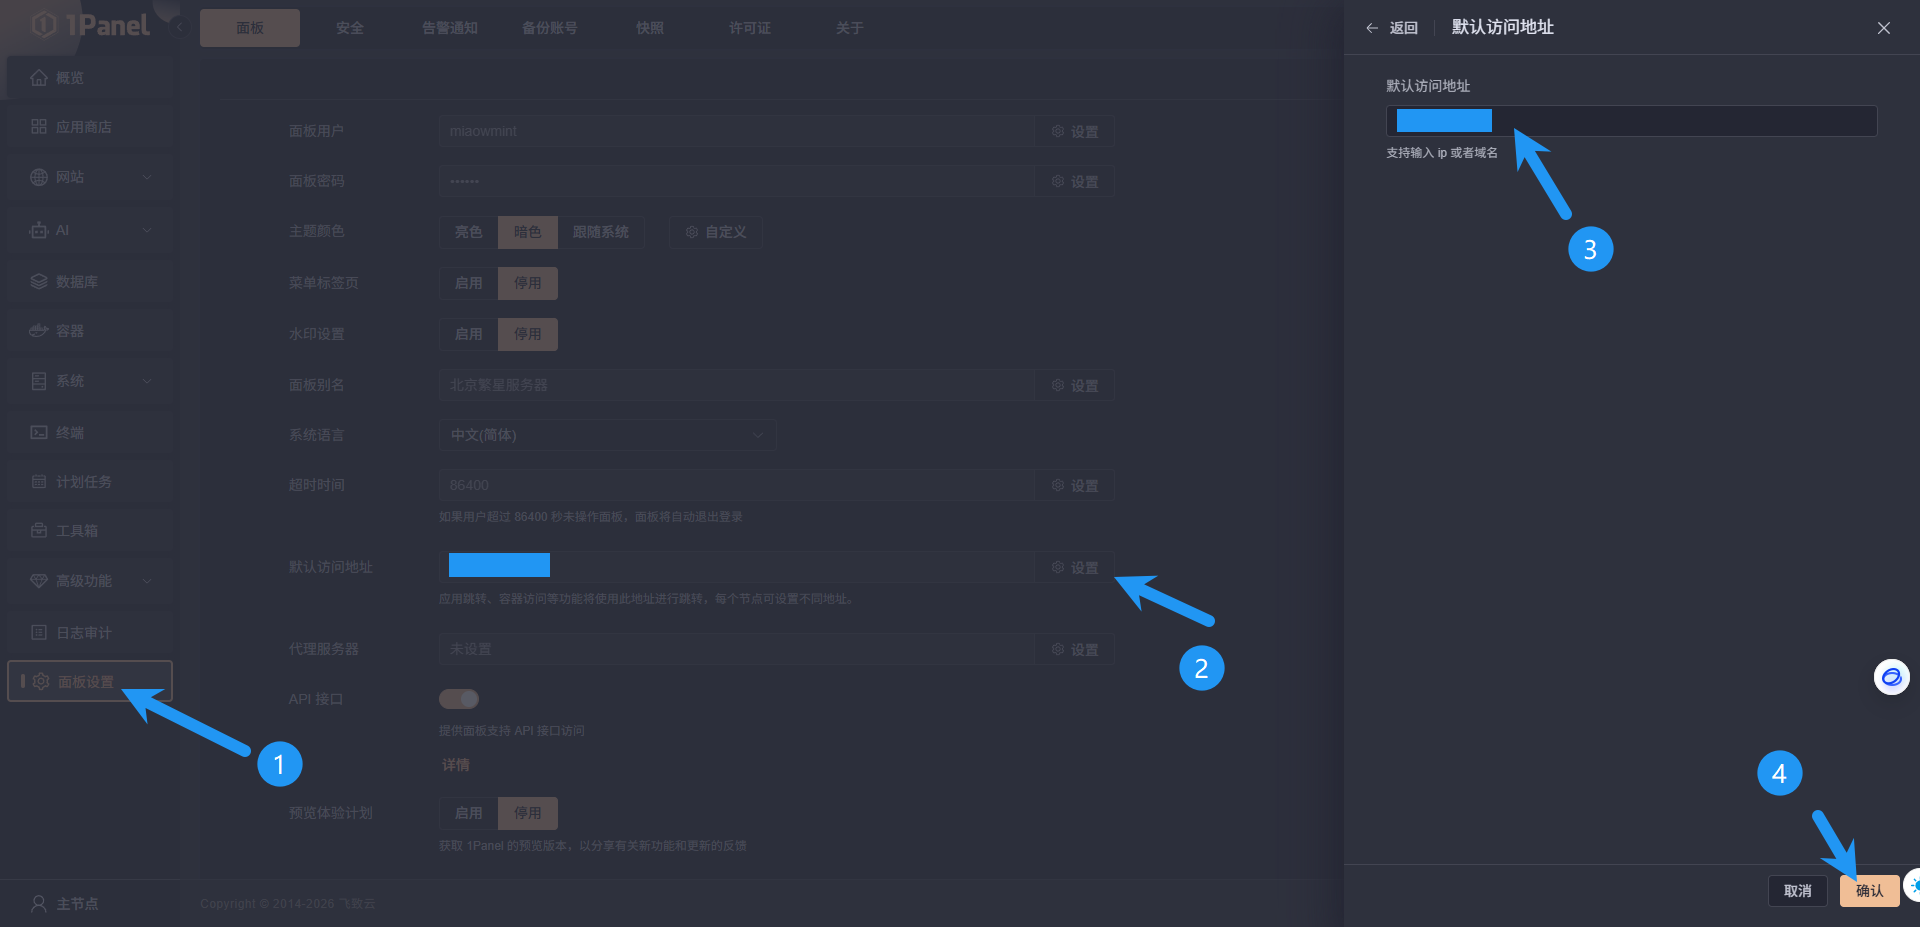 1Panel
面板
安全
告警通知
备份账号
快照
许可证
关于
概览
应用商店
网站
AI
数据库
容器
系统
终端
计划任务
工具箱
高级功能
日志审计
面板设置
1
主节点
面板用户
miaowmint
设置
面板密码
••••••
设置
主题颜色
亮色
暗色
跟随系统
自定义
菜单标签页
启用
停用
水印设置
启用
停用
面板别名
北京繁星服务器
设置
系统语言
中文(简体)
超时时间
86400
设置
如果用户超过 86400 秒未操作面板，面板将自动退出登录
默认访问地址
设置
应用跳转、容器访问等功能将使用此地址进行跳转，每个节点可设置不同地址。
2
代理服务器
未设置
设置
API 接口
提供面板支持 API 接口访问
详情
预览体验计划
启用
停用
获取 1Panel 的预览版本，以分享有关新功能和更新的反馈
Copyright © 2014-2026 飞致云
返回
默认访问地址
默认访问地址
支持输入 ip 或者域名
3
4
取消
确认